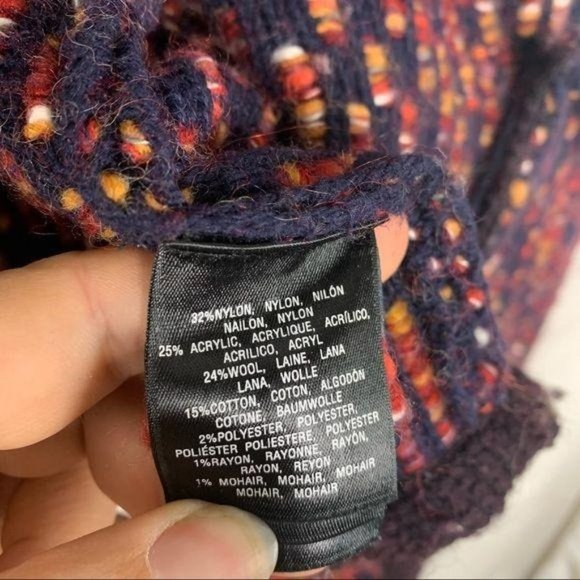 32%NYLON, NYLON, NILÓN
NAILON, NYLON
25% ACRYLIC, ACRYLIQUE, ACRÍLICO,
ACRILICO, ACRYL
24%WOOL, LAINE, LANA
LANA, WOLLE
15%COTTON, COTON, ALGODÓN
COTONE, BAUMWOLLE
2%POLYESTER, POLYESTER,
POLIÉSTER POLIESTERE, POLYESTER
1%RAYON, RAYONNE, RAYÓN,
RAYON, REYON
1% MOHAIR, MOHAIR, MOHAIR
MOHAIR, MOHAIR